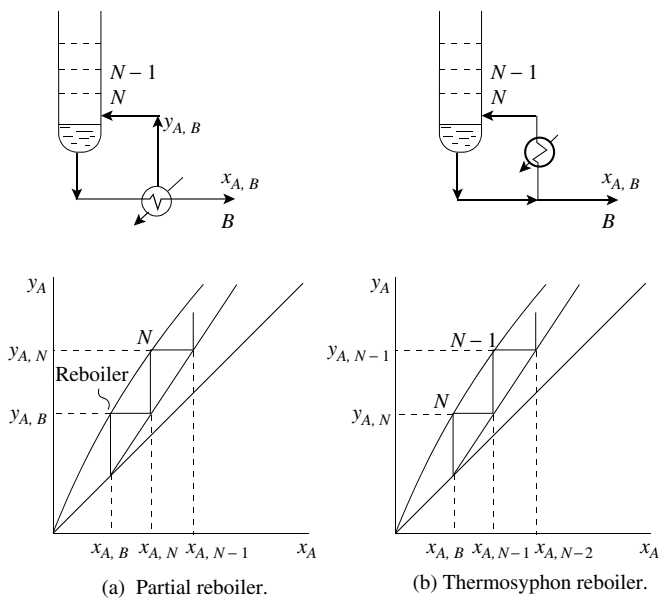 N − 1
N
y_{A, B}
x_{A, B}
B
N − 1
N
x_{A, B}
B
y_A
y_{A, N}
N
Reboiler
y_{A, B}
x_{A, B} x_{A, N} x_{A, N−1} x_A
(a) Partial reboiler.
y_A
y_{A, N−1}
N − 1
y_{A, N}
N
x_{A, B} x_{A, N−1} x_{A, N−2} x_A
(b) Thermosyphon reboiler.